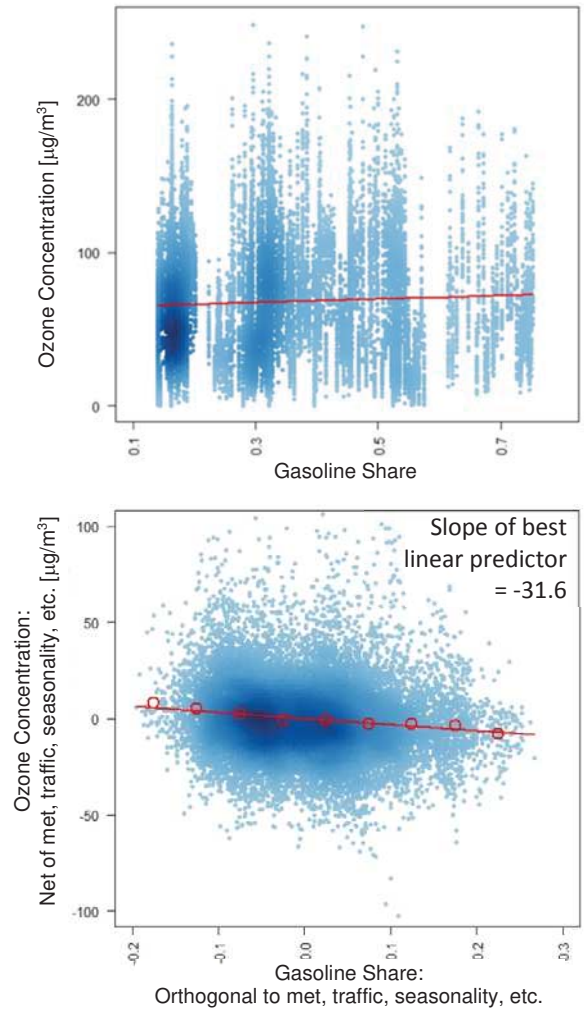 Ozone Concentration [µg/m³]
200
100
0
0.1
0.3
0.5
0.7
Gasoline Share
Slope of best
linear predictor
= -31.6
Ozone Concentration:
Net of met, traffic, seasonality, etc. [µg/m³]
100
50
0
-50
-100
-0.2
-0.1
0.0
0.1
0.2
0.3
Gasoline Share:
Orthogonal to met, traffic, seasonality, etc.